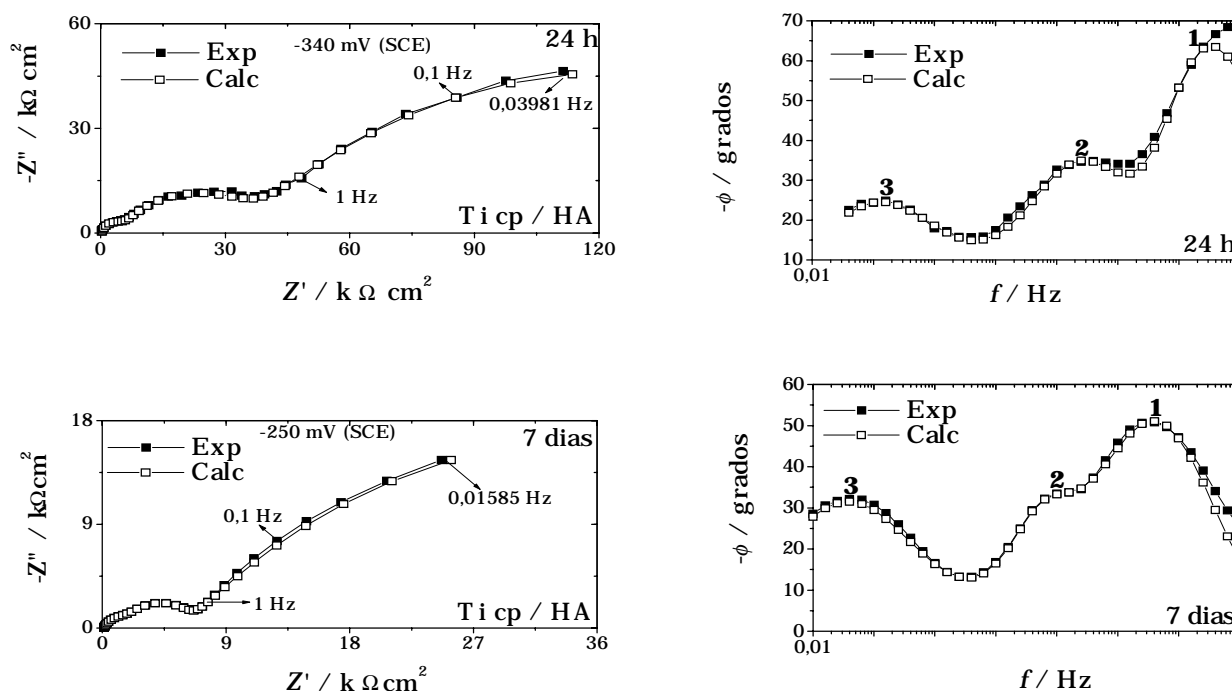 60
30
0
-Z" / kΩ cm²
Exp
Calc
-340 mV (SCE)
24 h
0,1 Hz
0,03981 Hz
1 Hz
Ti cp / HA
0 30 60 90 120
Z' / k Ω cm²
70
60
50
40
30
20
10
-ϕ / grados
Exp
Calc
1
2
3
24 h
0,01
f / Hz
18
9
0
-Z" / kΩcm²
Exp
Calc
-250 mV (SCE)
7 dias
0,01585 Hz
0,1 Hz
1 Hz
Ti cp / HA
0 9 18 27 36
Z' / k Ωcm²
60
50
40
30
20
10
0
-ϕ / grados
Exp
Calc
1
2
3
7 dias
0,01
f / Hz